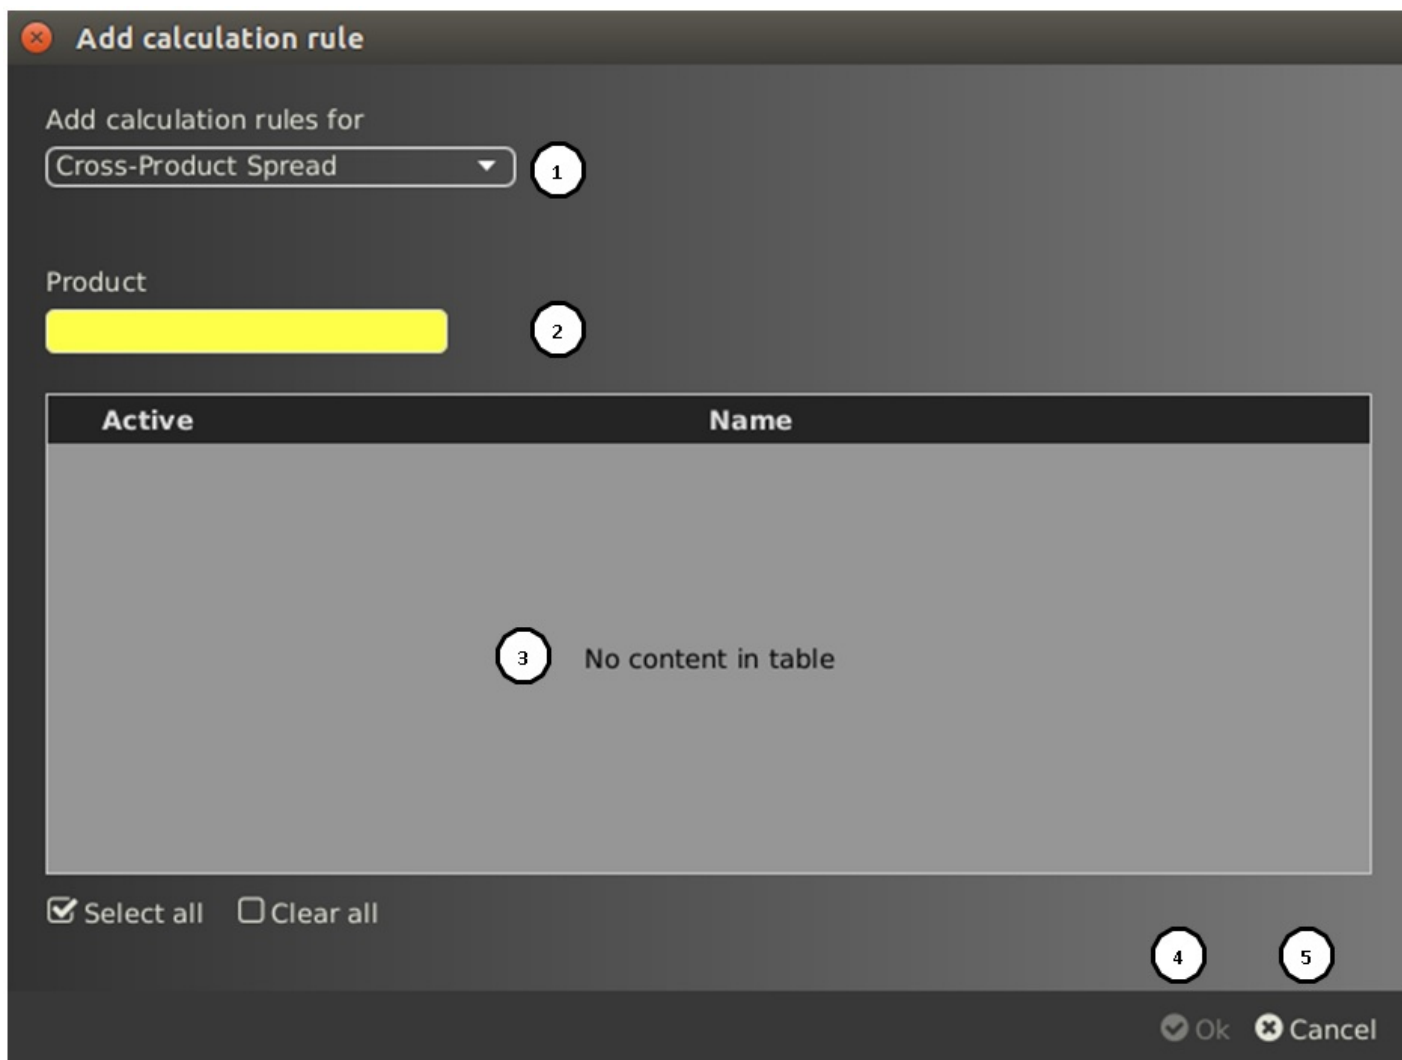 Add calculation rule
Add calculation rules for
Cross-Product Spread
1
Product
2
Active Name
3 No content in table
Select all Clear all
4 5
Ok Cancel